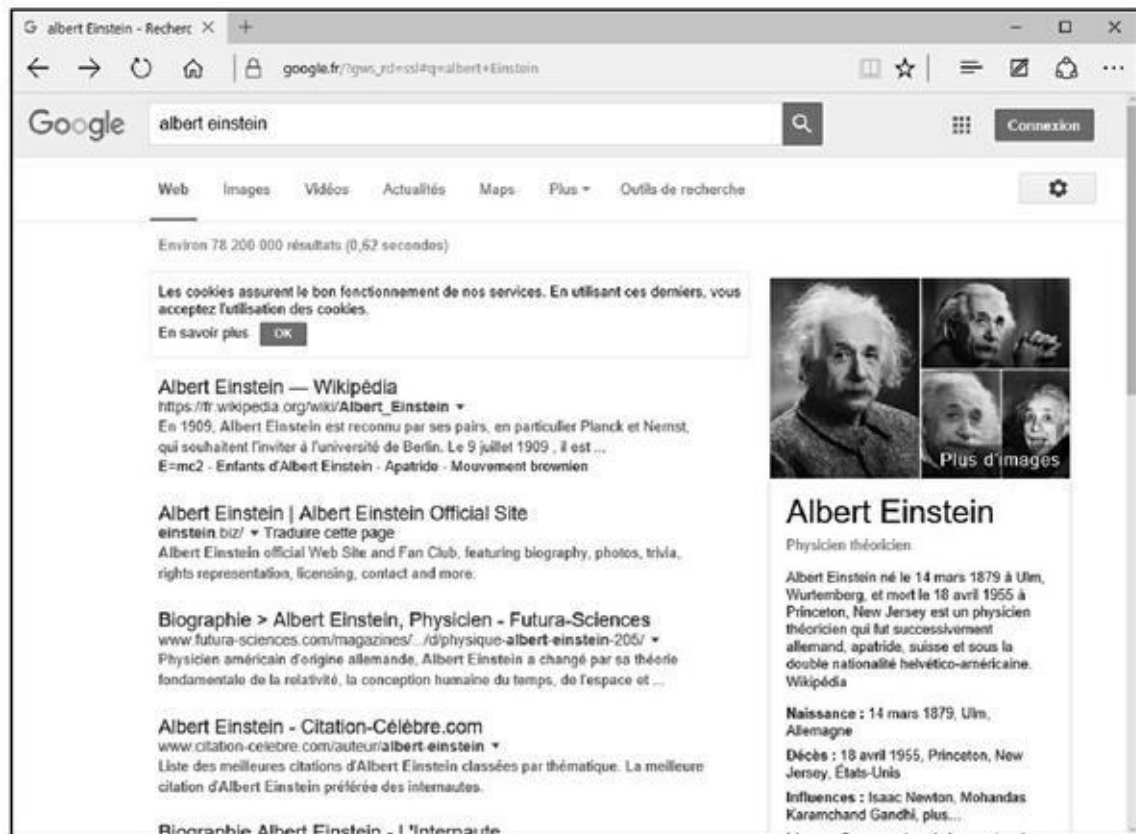 albert Einstein - Recherc
google.fr/?gws_rd=ssl#q=albert+Einstein
Google
albert einstein
Connexion
Web Images Vidéos Actualités Maps Plus Outils de recherche
Environ 78 200 000 résultats (0,62 secondes)
Les cookies assurent le bon fonctionnement de nos services. En utilisant ces derniers, vous
acceptez l'utilisation des cookies.
En savoir plus OK
Albert Einstein — Wikipédia
https://fr.wikipedia.org/wiki/Albert_Einstein
En 1909, Albert Einstein est reconnu par ses pairs, en particulier Planck et Nernst,
qui souhaitent l'inviter à l'université de Berlin. Le 9 juillet 1909 , il est ...
E=mc2 - Enfants d'Albert Einstein - Apatride - Mouvement brownien
Albert Einstein | Albert Einstein Official Site
einstein.biz/ Traduire cette page
Albert Einstein official Web Site and Fan Club, featuring biography, photos, trivia,
rights representation, licensing, contact and more.
Biographie > Albert Einstein, Physicien - Futura-Sciences
www.futura-sciences.com/magazines/.../d/physique-albert-einstein-205/
Physicien américain d'origine allemande, Albert Einstein a changé par sa théorie
fondamentale de la relativité, la conception humaine du temps, de l'espace et ...
Albert Einstein - Citation-Célèbre.com
www.citation-celebre.com/auteur/albert-einstein
Liste des meilleures citations d'Albert Einstein classées par thématique. La meilleure
citation d'Albert Einstein préférée des internautes.
Biographie Albert Einstein - L'Internaute
Plus d'images
Albert Einstein
Physicien théoricien
Albert Einstein né le 14 mars 1879 à Ulm,
Wurtemberg, et mort le 18 avril 1955 à
Princeton, New Jersey est un physicien
théoricien qui fut successivement
allemand, apatride, suisse et sous la
double nationalité helvético-américaine.
Wikipédia
Naissance : 14 mars 1879, Ulm,
Allemagne
Décès : 18 avril 1955, Princeton, New
Jersey, États-Unis
Influences : Isaac Newton, Mohandas
Karamchand Gandhi, plus...